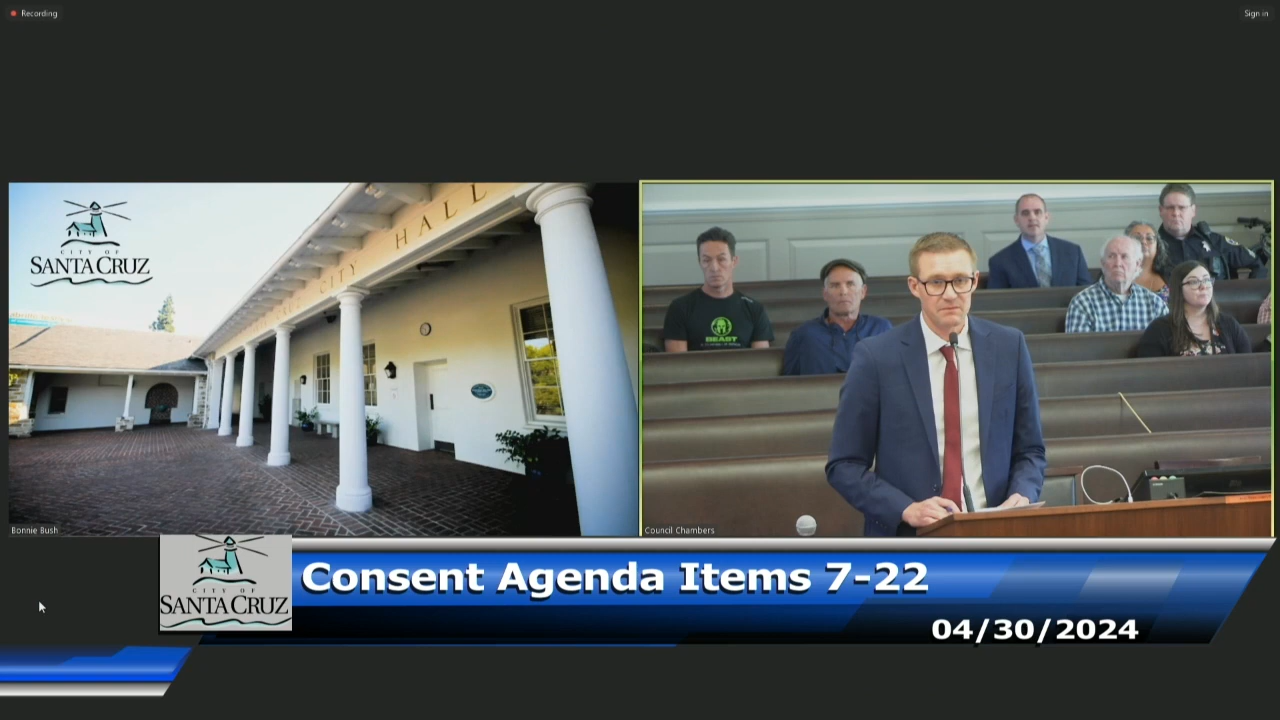 Recording
Sign in
CITY OF
SANTA CRUZ
CITY HALL
BEAST
Bonnie Bush
Council Chambers
CITY OF
SANTA CRUZ
Consent Agenda Items 7-22
04/30/2024